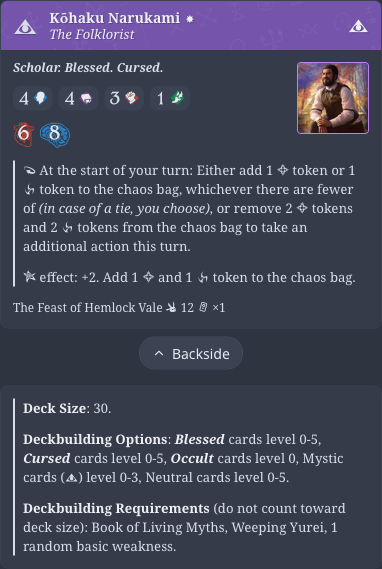 Kōhaku Narukami
The Folklorist
Scholar. Blessed. Cursed.
4 4 3 1
6 8
At the start of your turn: Either add 1 token or 1
token to the chaos bag, whichever there are fewer
of (in case of a tie, you choose), or remove 2 tokens
and 2 tokens from the chaos bag to take an
additional action this turn.
effect: +2. Add 1 and 1 token to the chaos bag.
The Feast of Hemlock Vale 12 ×1
Backside
Deck Size: 30.
Deckbuilding Options: Blessed cards level 0-5,
Cursed cards level 0-5, Occult cards level 0, Mystic
cards () level 0-3, Neutral cards level 0-5.
Deckbuilding Requirements (do not count toward
deck size): Book of Living Myths, Weeping Yurei, 1
random basic weakness.